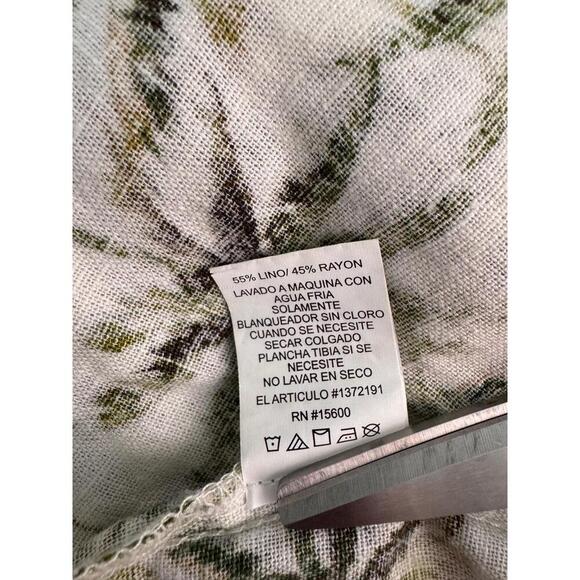 55% LINO/ 45% RAYON
LAVADO A MAQUINA CON
AGUA FRIA
SOLAMENTE
BLANQUEADOR SIN CLORO
CUANDO SE NECESITE
SECAR COLGADO
PLANCHA TIBIA SI SE
NECESITE
NO LAVAR EN SECO
EL ARTICULO #1372191
RN #15600